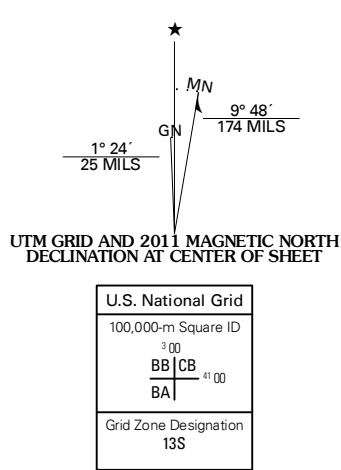 ★
MN
GN
9° 48´
174 MILS
1° 24´
25 MILS
UTM GRID AND 2011 MAGNETIC NORTH
DECLINATION AT CENTER OF SHEET
U.S. National Grid
100,000-m Square ID
3 00
BB CB
41 00
BA
Grid Zone Designation
13S